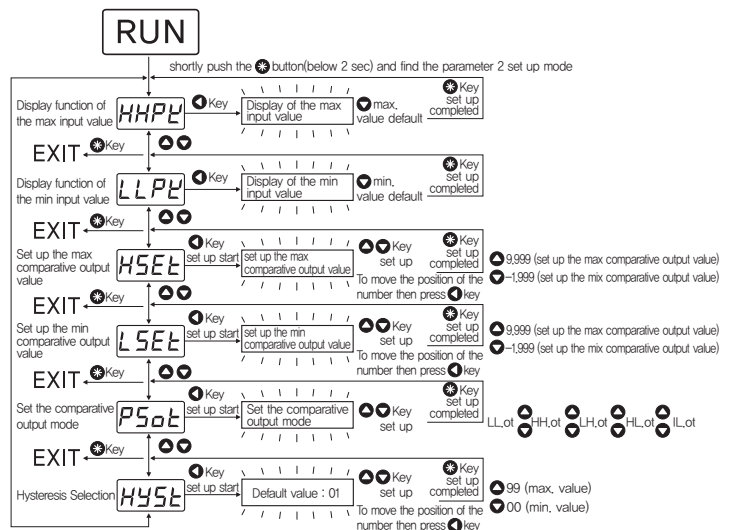 RUN
shortly push the ✱ button(below 2 sec) and find the parameter 2 set up mode
Display function of
the max input value
HHPt
◀ Key
Display of the max
input value
▼ max.
value default
✱ Key
set up
completed
EXIT ✱ Key ▲▼
Display function of
the min input value
LLPt
◀ Key
Display of the min
input value
▼ min.
value default
✱ Key
set up
completed
EXIT ✱ Key ▲▼
Set up the max
comparative output
value
HSEt
◀ Key
set up start
set up the max
comparative output value
▲▼ Key
set up
✱ Key
set up
completed
To move the position of the
number then press ◀ key
▲ 9,999 (set up the max comparative output value)
▼ -1,999 (set up the mix comparative output value)
EXIT ✱ Key ▲▼
Set up the min
comparative output
value
LSEt
◀ Key
set up start
set up the min
comparative output value
▲▼ Key
set up
✱ Key
set up
completed
To move the position of the
number then press ◀ key
▲ 9,999 (set up the max comparative output value)
▼ -1,999 (set up the mix comparative output value)
EXIT ✱ Key ▲▼
Set the comparative
output mode
PSot
◀ Key
set up start
Set the comparative
output mode
▲▼ Key
set up
✱ Key
set up
completed
LL.ot ▲▼ HH.ot ▲▼ LH.ot ▲▼ HL.ot ▲▼ IL.ot
EXIT ✱ Key ▲▼
Hysteresis Selection
HYSt
◀ Key
set up start
Default value : 01
▲▼ Key
set up
✱ Key
set up
completed
To move the position of the
number then press ◀ key
▲ 99 (max. value)
▼ 00 (min. value)